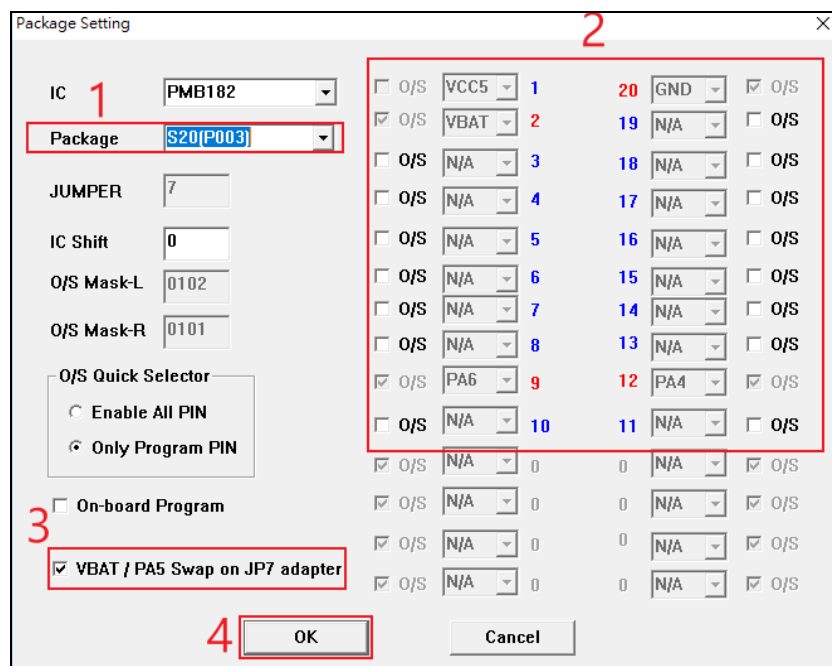 Package Setting
2
IC PMB182
1
Package S20(P003)
JUMPER 7
IC Shift 0
O/S Mask-L 0102
O/S Mask-R 0101
O/S Quick Selector
Enable All PIN
Only Program PIN
On-board Program
3
VBAT / PA5 Swap on JP7 adapter
O/S VCC5 1 20 GND O/S
O/S VBAT 2 19 N/A O/S
O/S N/A 3 18 N/A O/S
O/S N/A 4 17 N/A O/S
O/S N/A 5 16 N/A O/S
O/S N/A 6 15 N/A O/S
O/S N/A 7 14 N/A O/S
O/S N/A 8 13 N/A O/S
O/S PA6 9 12 PA4 O/S
O/S N/A 10 11 N/A O/S
O/S N/A 0 0 N/A O/S
O/S N/A 0 0 N/A O/S
O/S N/A 0 0 N/A O/S
O/S N/A 0 0 N/A O/S
4
OK
Cancel